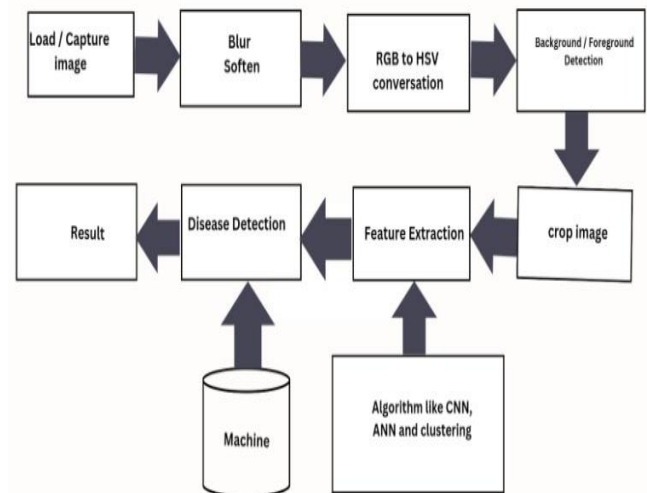 Load / Capture
image
Blur
Soften
RGB to HSV
conversation
Background / Foreground
Detection
Result
Disease Detection
Feature Extraction
crop image
Machine
Algorithm like CNN,
ANN and clustering